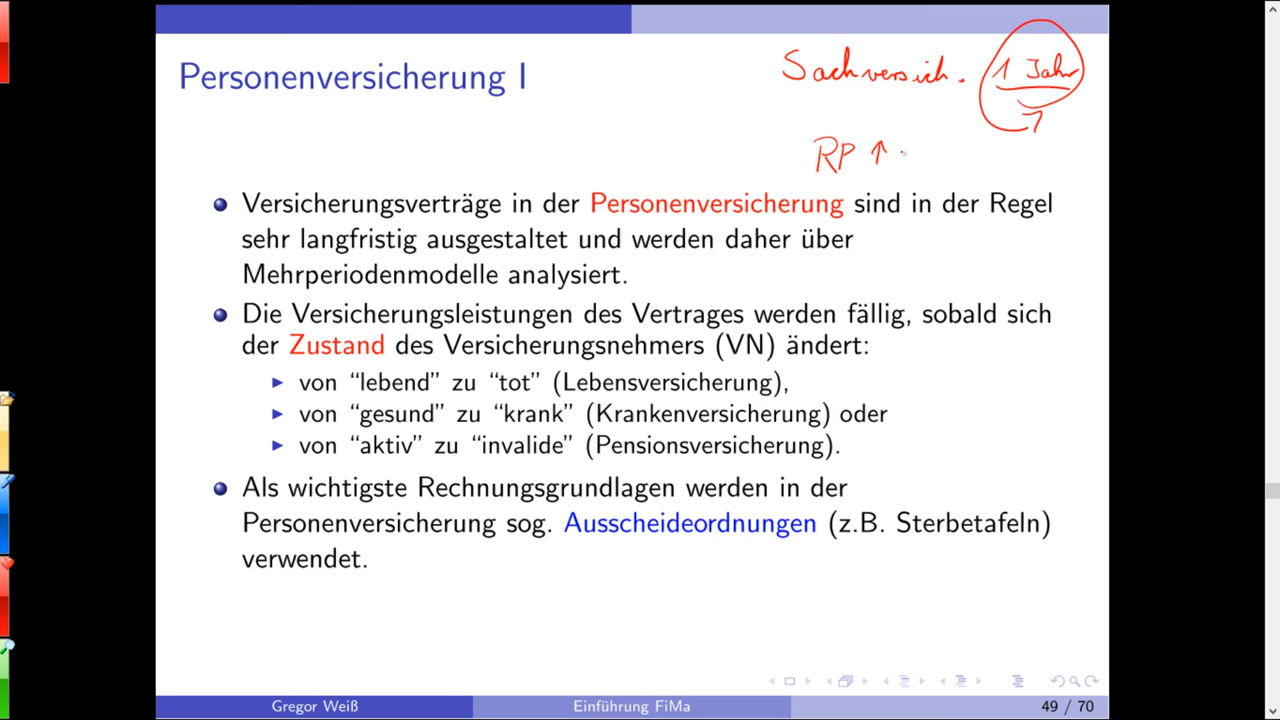 Personenversicherung I
Sachversich. 1 Jahr
RP ↑
Versicherungsverträge in der Personenversicherung sind in der Regel
sehr langfristig ausgestaltet und werden daher über
Mehrperiodenmodelle analysiert.
Die Versicherungsleistungen des Vertrages werden fällig, sobald sich
der Zustand des Versicherungsnehmers (VN) ändert:
von “lebend” zu “tot” (Lebensversicherung),
von “gesund” zu “krank” (Krankenversicherung) oder
von “aktiv” zu “invalide” (Pensionsversicherung).
Als wichtigste Rechnungsgrundlagen werden in der
Personenversicherung sog. Ausscheideordnungen (z.B. Sterbetafeln)
verwendet.
Gregor Weiß Einführung FiMa 49 / 70